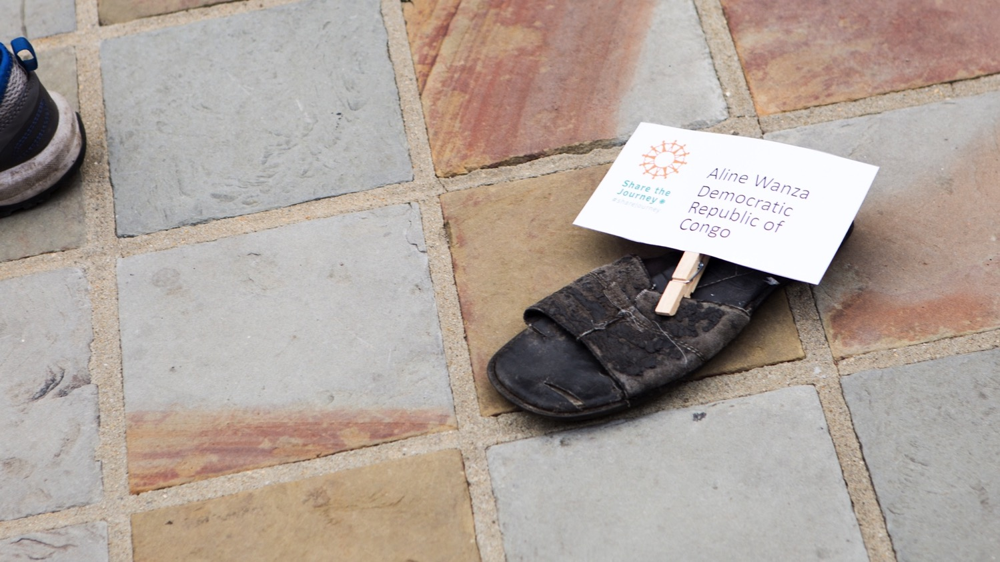 Share the
Journey
#sharejourney
Aline Wanza
Democratic
Republic of
Congo